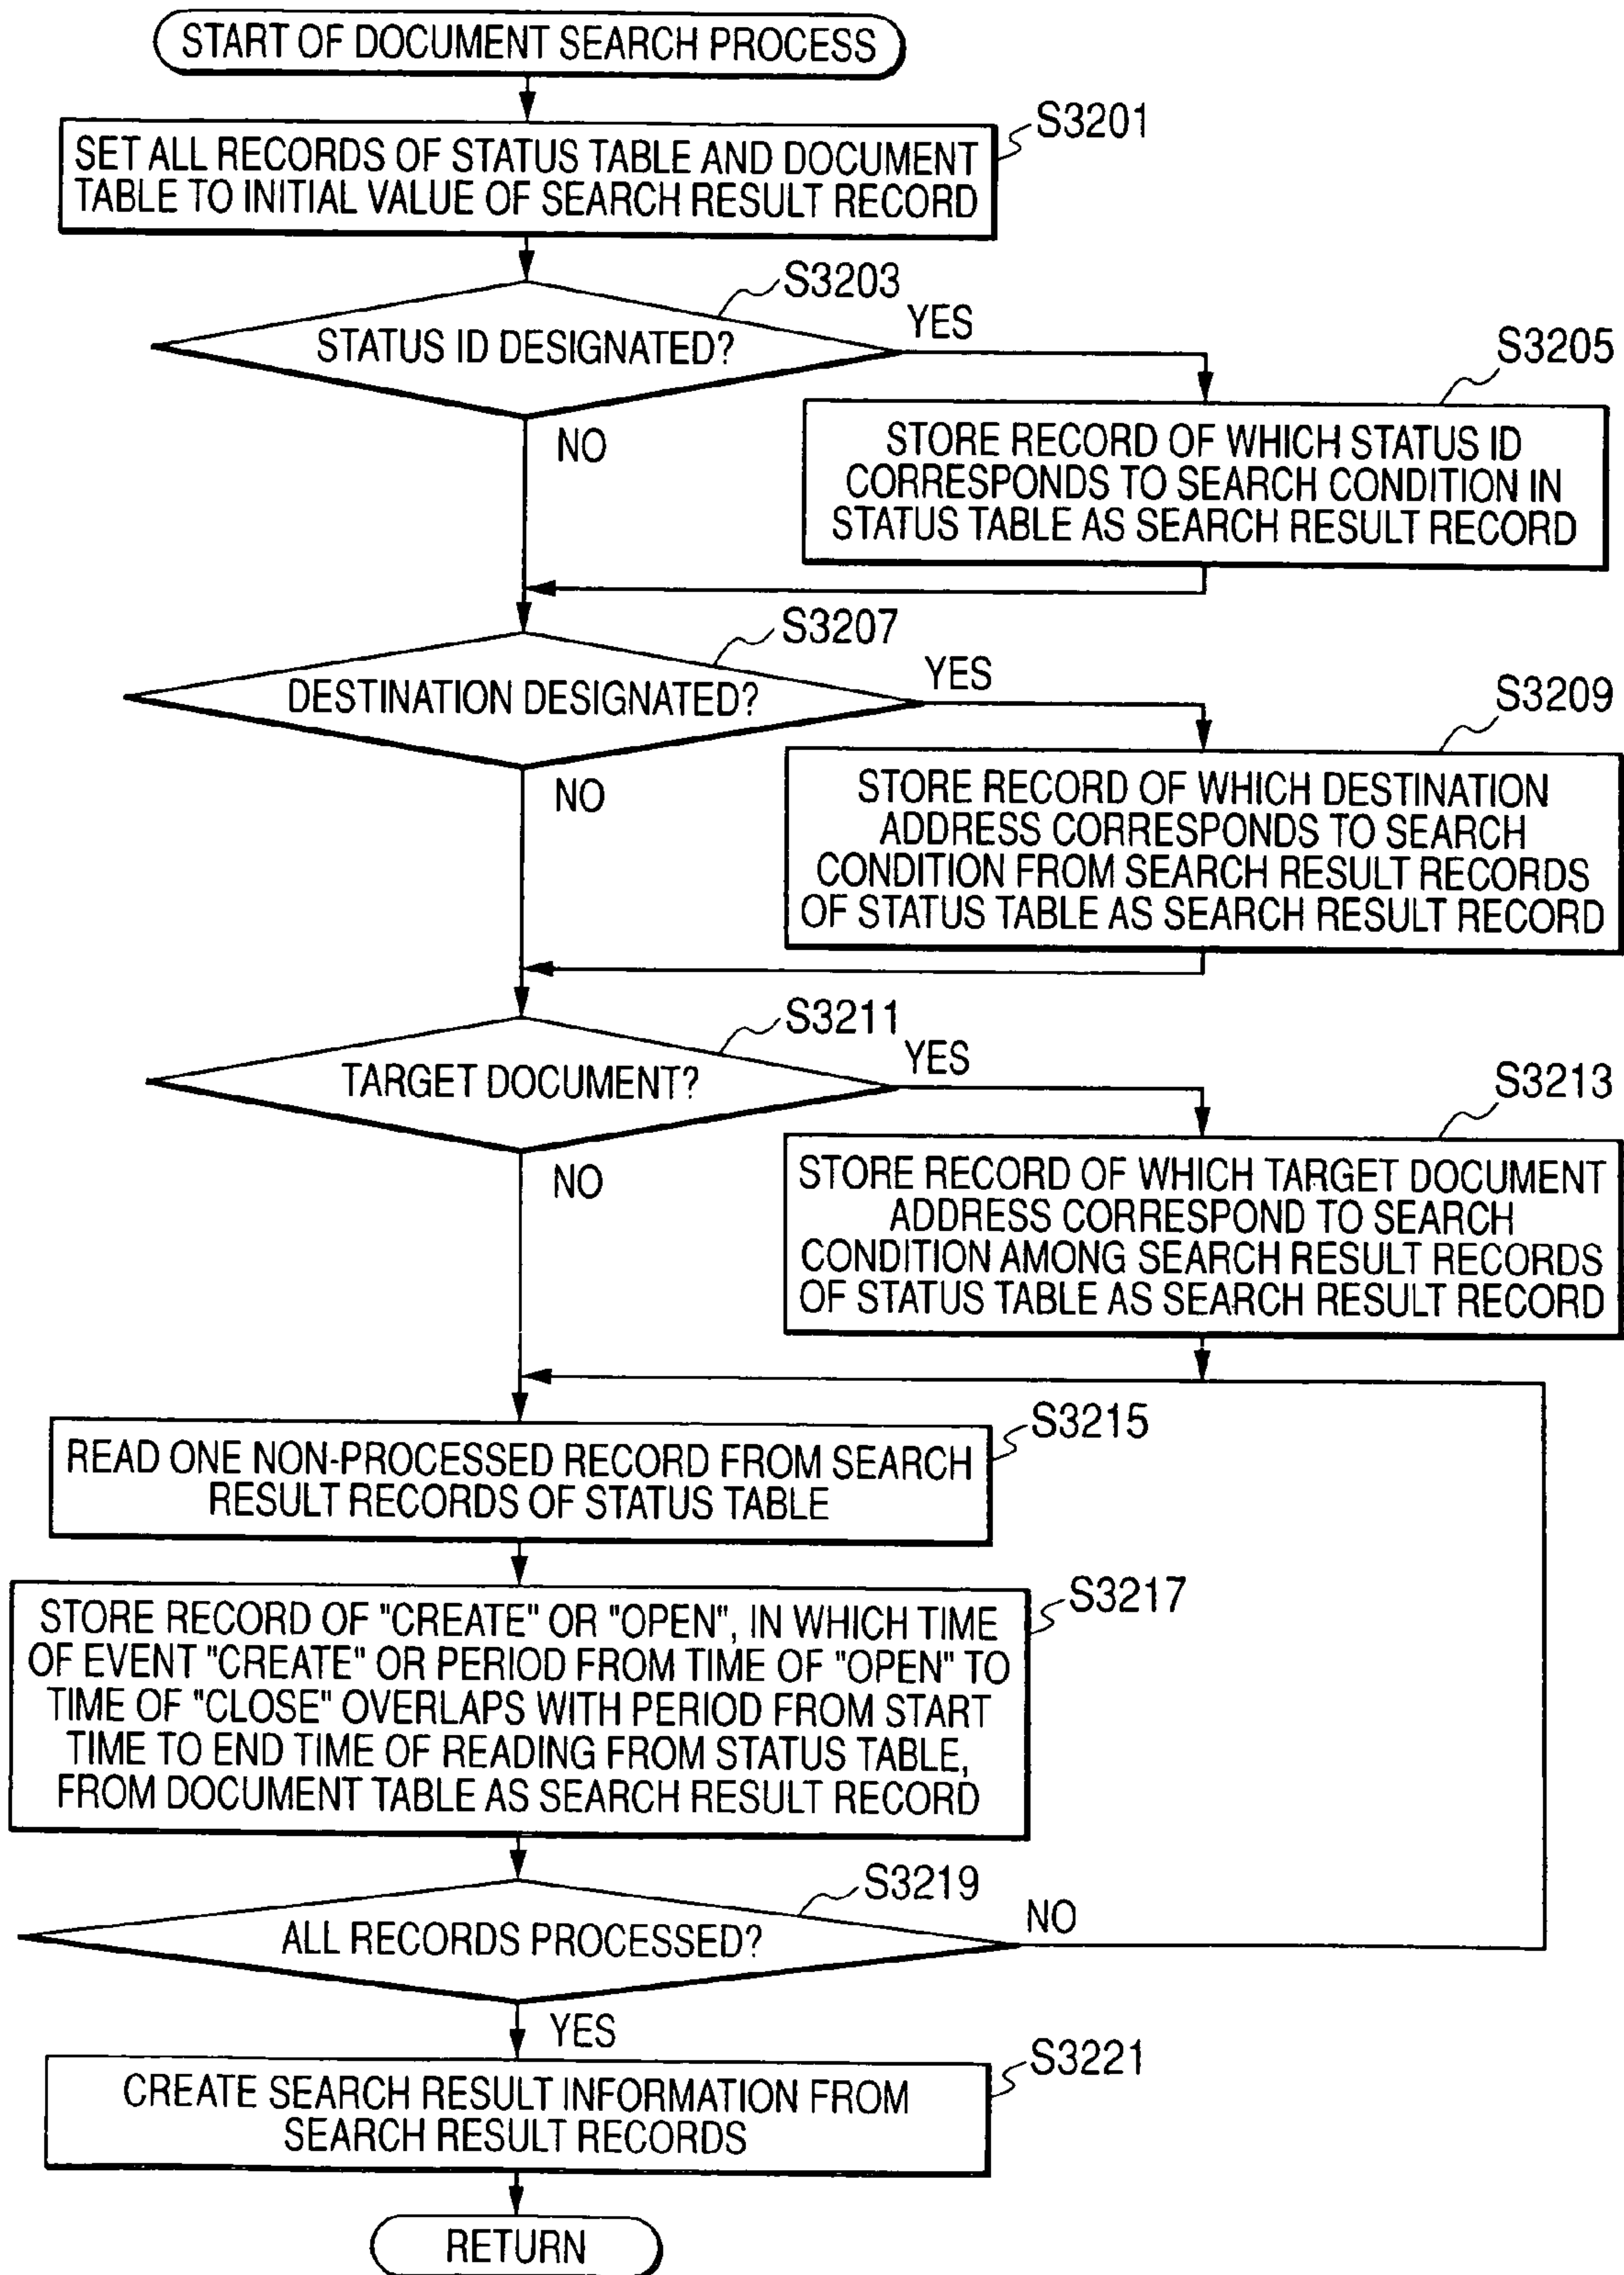 START OF DOCUMENT SEARCH PROCESS
S3201
SET ALL RECORDS OF STATUS TABLE AND DOCUMENT
TABLE TO INITIAL VALUE OF SEARCH RESULT RECORD
S3203
STATUS ID DESIGNATED?
YES
NO
S3205
STORE RECORD OF WHICH STATUS ID
CORRESPONDS TO SEARCH CONDITION IN
STATUS TABLE AS SEARCH RESULT RECORD
S3207
DESTINATION DESIGNATED?
YES
NO
S3209
STORE RECORD OF WHICH DESTINATION
ADDRESS CORRESPONDS TO SEARCH
CONDITION FROM SEARCH RESULT RECORDS
OF STATUS TABLE AS SEARCH RESULT RECORD
S3211
TARGET DOCUMENT?
YES
NO
S3213
STORE RECORD OF WHICH TARGET DOCUMENT
ADDRESS CORRESPOND TO SEARCH
CONDITION AMONG SEARCH RESULT RECORDS
OF STATUS TABLE AS SEARCH RESULT RECORD
S3215
READ ONE NON-PROCESSED RECORD FROM SEARCH
RESULT RECORDS OF STATUS TABLE
S3217
STORE RECORD OF "CREATE" OR "OPEN", IN WHICH TIME
OF EVENT "CREATE" OR PERIOD FROM TIME OF "OPEN" TO
TIME OF "CLOSE" OVERLAPS WITH PERIOD FROM START
TIME TO END TIME OF READING FROM STATUS TABLE,
FROM DOCUMENT TABLE AS SEARCH RESULT RECORD
S3219
ALL RECORDS PROCESSED?
NO
YES
S3221
CREATE SEARCH RESULT INFORMATION FROM
SEARCH RESULT RECORDS
RETURN